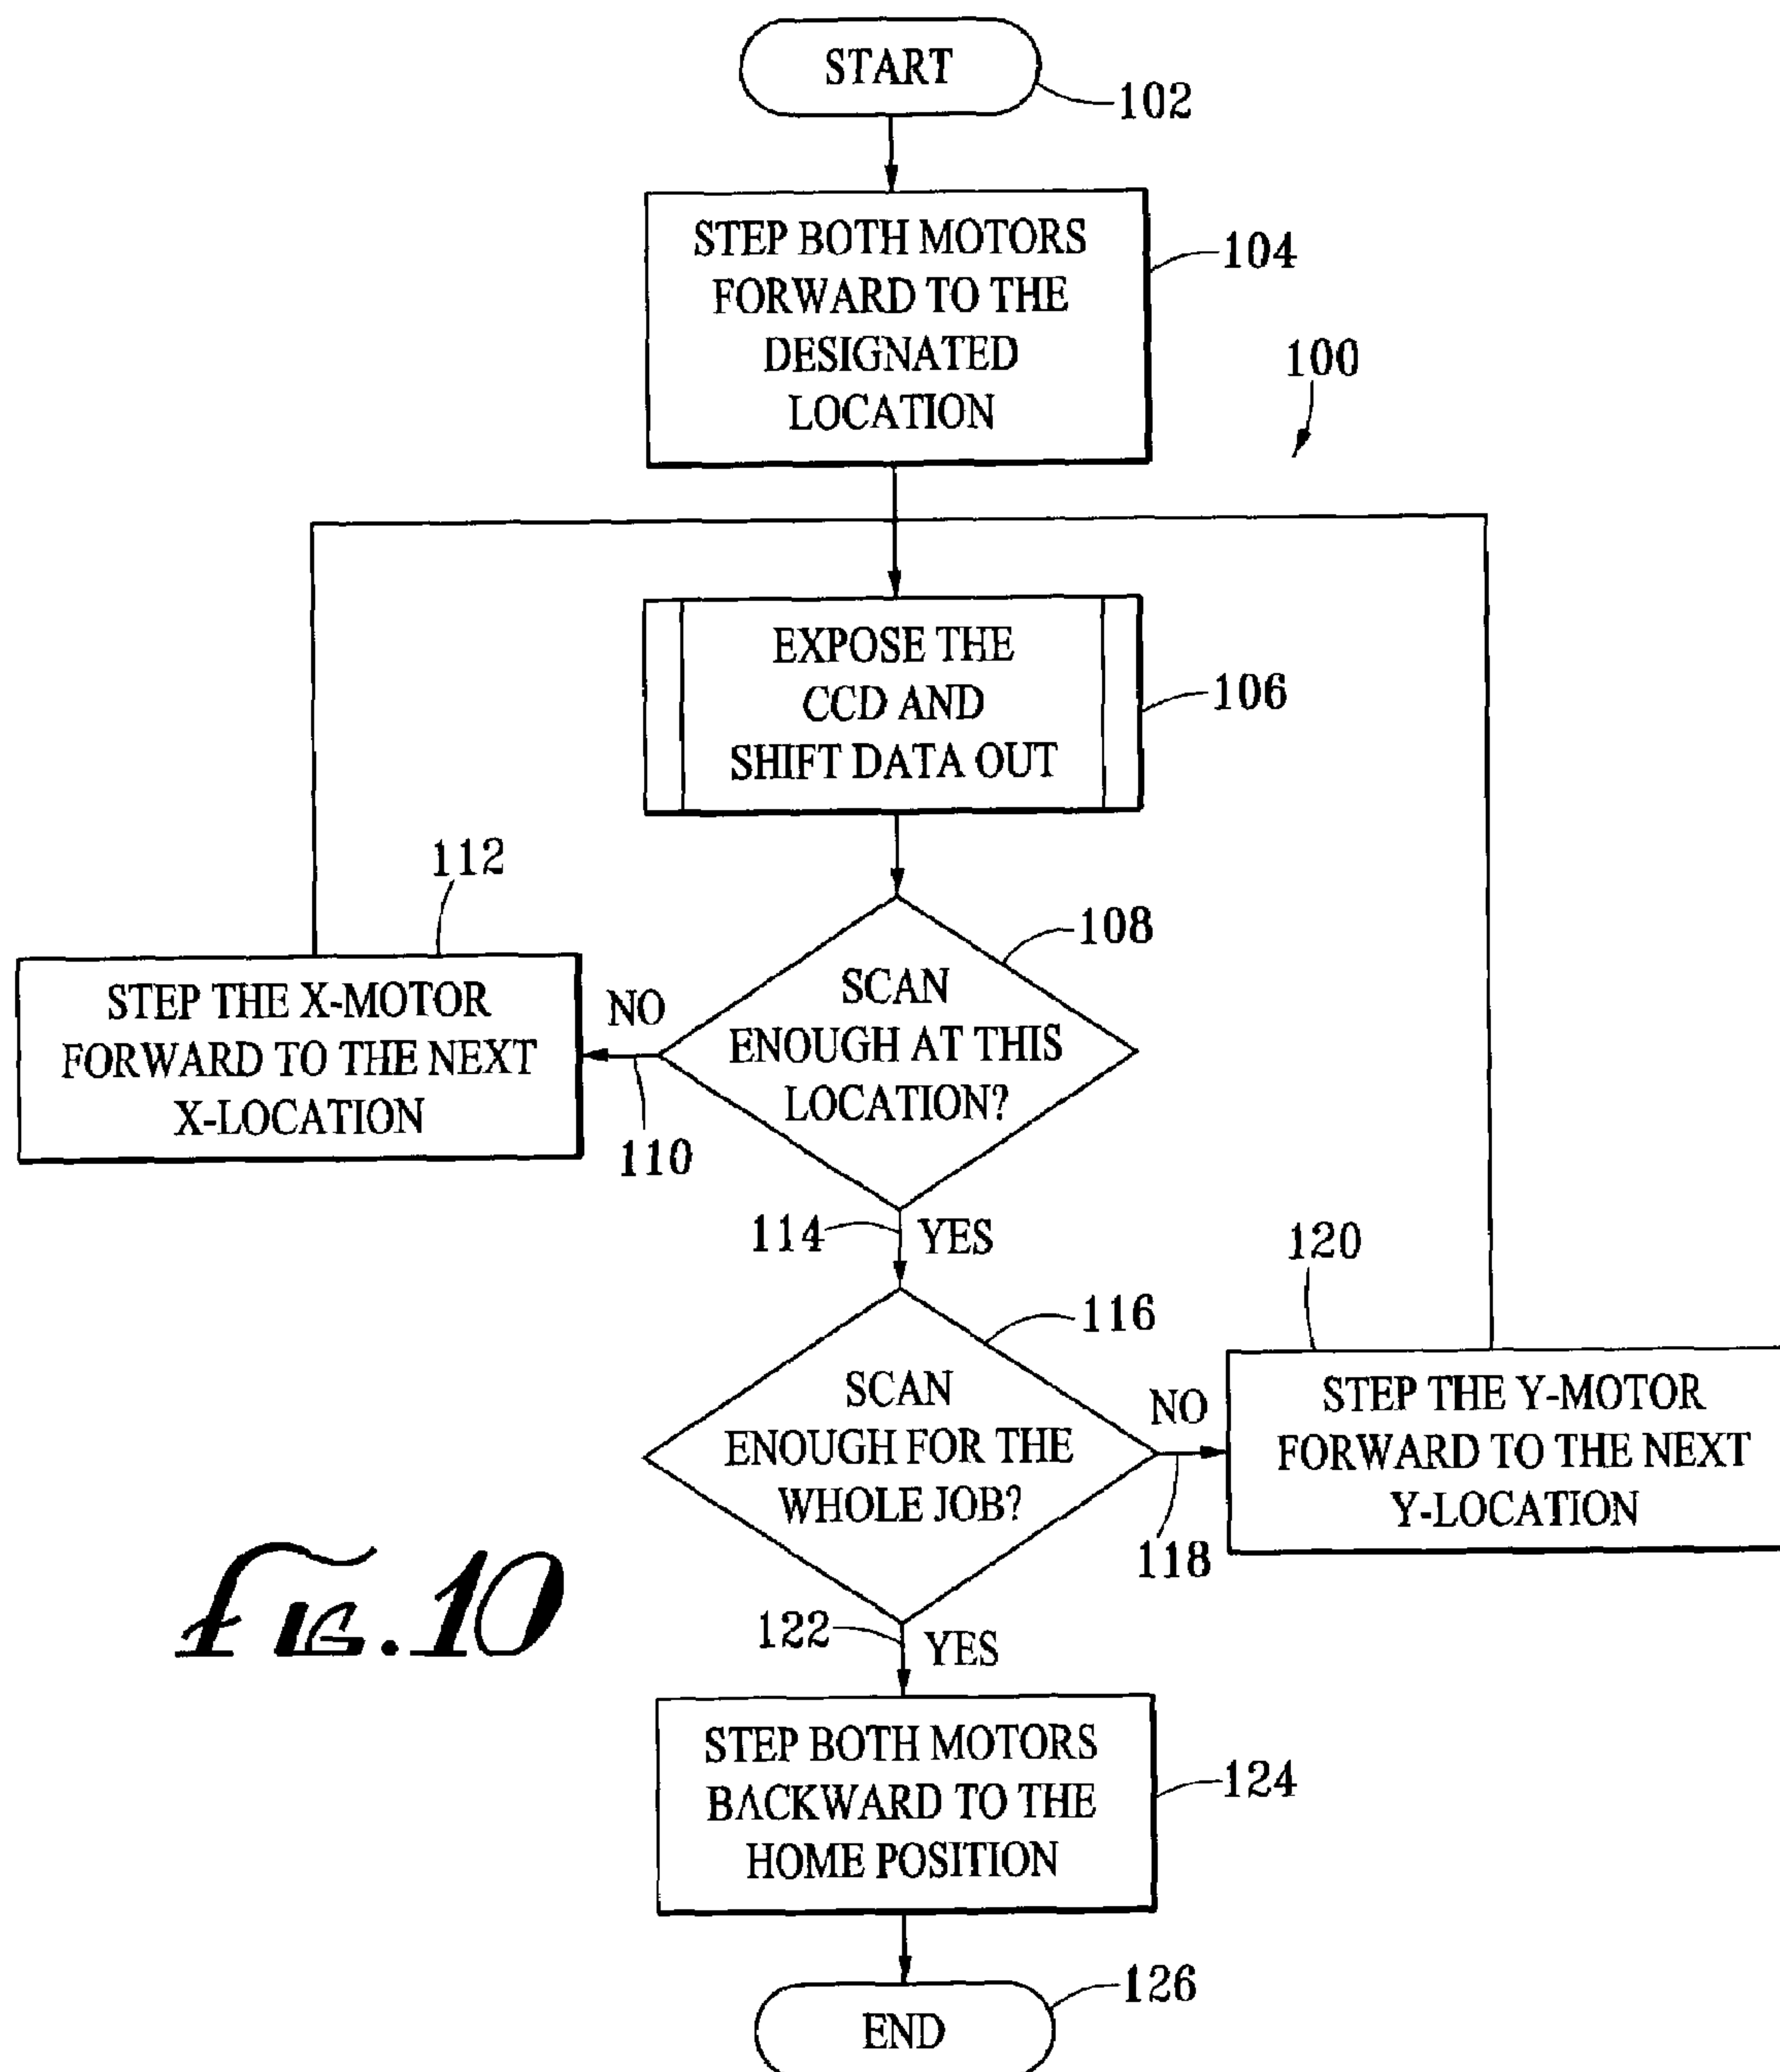 START
102
STEP BOTH MOTORS
FORWARD TO THE
DESIGNATED
LOCATION
104
100
EXPOSE THE
CCD AND
SHIFT DATA OUT
106
112
STEP THE X-MOTOR
FORWARD TO THE NEXT
X-LOCATION
NO
110
108
SCAN
ENOUGH AT THIS
LOCATION?
114
YES
120
116
SCAN
ENOUGH FOR THE
WHOLE JOB?
NO
118
STEP THE Y-MOTOR
FORWARD TO THE NEXT
Y-LOCATION
FIG. 10
122
YES
STEP BOTH MOTORS
BACKWARD TO THE
HOME POSITION
124
END
126